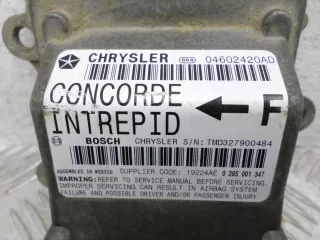 CHRYSLER 864 04602420AD
CONCORDE
INTREPID F
BOSCH CHRYSLER S/N: TMD327900484
ASSEMBLED IN MEXICO SUPPLIER CODE: 19224AE 0 285 001 347
WARNING: REFER TO SERVICE MANUAL BEFORE SERVICING
IMPROPER SERVICING CAN RESULT IN AIRBAG SYSTEM
FAILURE AND POSSIBLE DRIVER AND/OR PASSENGER INJURY